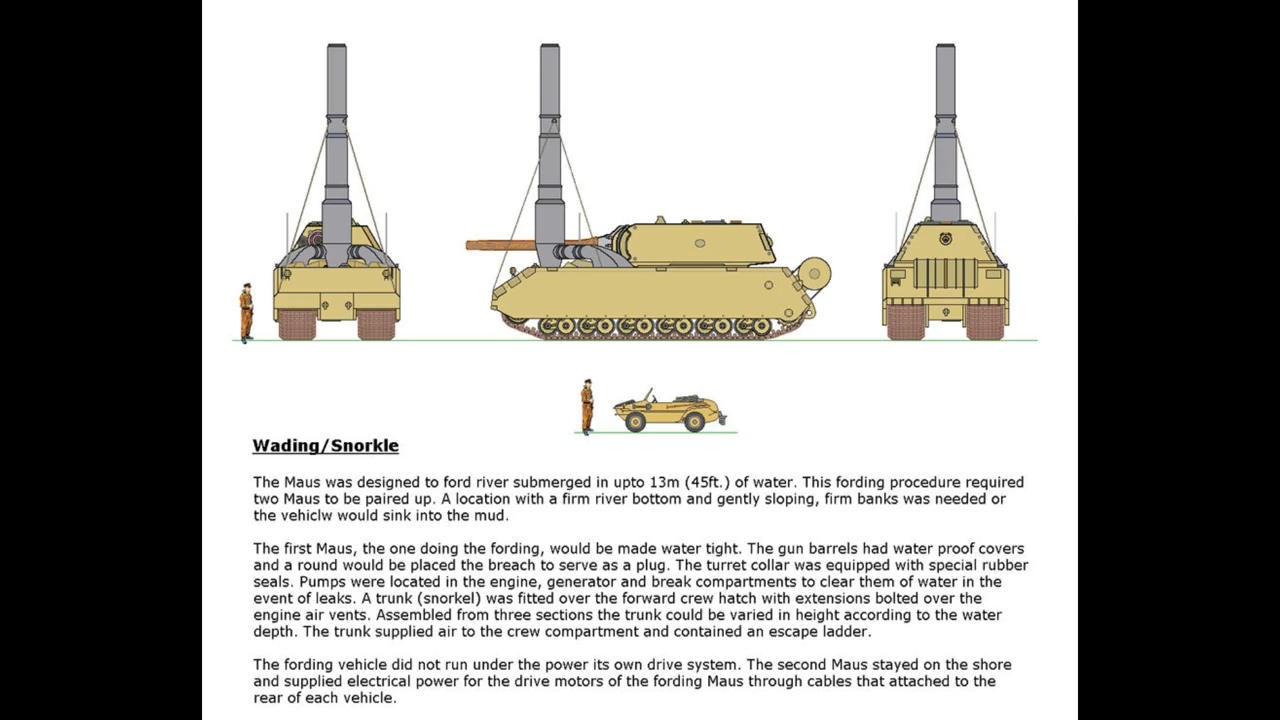 Wading/Snorkle
The Maus was designed to ford river submerged in upto 13m (45ft.) of water. This fording procedure required
two Maus to be paired up. A location with a firm river bottom and gently sloping, firm banks was needed or
the vehiclw would sink into the mud.
The first Maus, the one doing the fording, would be made water tight. The gun barrels had water proof covers
and a round would be placed the breach to serve as a plug. The turret collar was equipped with special rubber
seals. Pumps were located in the engine, generator and break compartments to clear them of water in the
event of leaks. A trunk (snorkel) was fitted over the forward crew hatch with extensions bolted over the
engine air vents. Assembled from three sections the trunk could be varied in height according to the water
depth. The trunk supplied air to the crew compartment and contained an escape ladder.
The fording vehicle did not run under the power its own drive system. The second Maus stayed on the shore
and supplied electrical power for the drive motors of the fording Maus through cables that attached to the
rear of each vehicle.